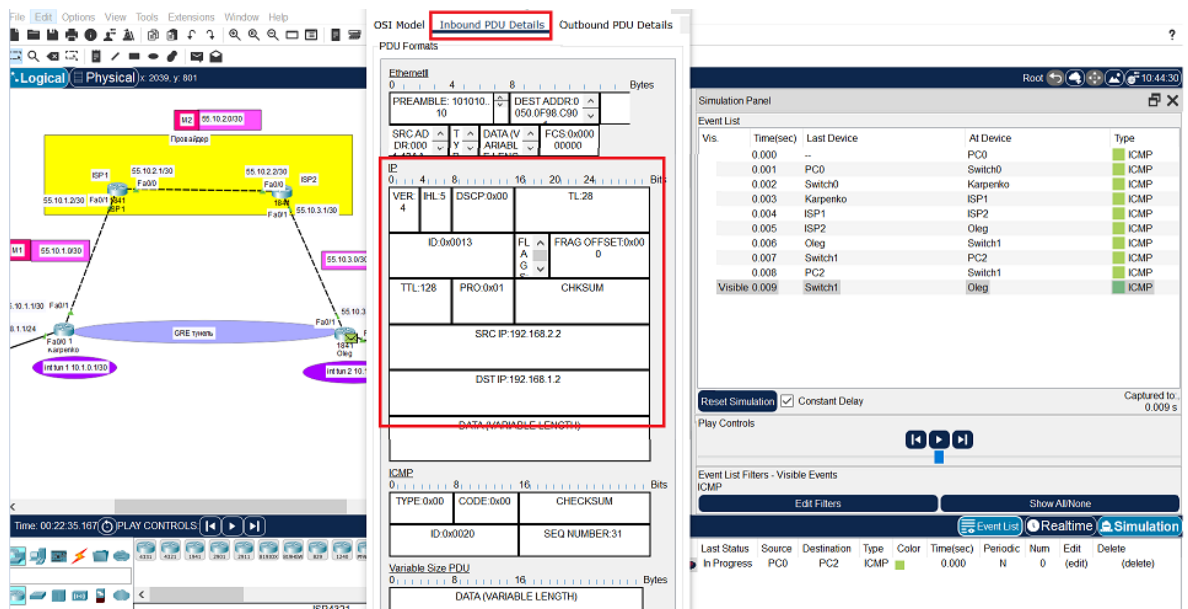 File Edit Options View Tools Extensions Window Help
Logical Physical x: 2039, y: 801
M2 55.10.2.0/30
Провайдер
ISP1
55.10.2.1/30
Fa0/0
55.10.2.2/30
Fa0/0
ISP2
55.10.1.2/30 Fa0/1
1841
ISP1
1841
Fa0/1
55.10.3.1/30
M1 55.10.1.0/30
55.10.3.0/30
Fa0/1
Fa0/1
GRE тунель
Fa0/0
Karpenko
1841
Oleg
int tun 1 10.1.0.1/30
int tun 2 10.
OSI Model Inbound PDU Details Outbound PDU Details
PDU Formats
EthernetII
0 4 8 Bytes
PREAMBLE: 101010..
10
DEST ADDR:0
050.0F98.C90
SRC AD
DR:000
T
Y
DATA (V
ARIABL
E LENG
FCS:0x000
00000
IP
0 4 8 16 20 24 Bits
VER:
4
IHL:5 DSCP:0x00 TL:28
ID:0x0013
FL
A
G
S:
FRAG OFFSET:0x00
0
TTL:128 PRO:0x01 CHKSUM
SRC IP:192.168.2.2
DST IP:192.168.1.2
DATA (VARIABLE LENGTH)
ICMP
0 8 16 Bits
TYPE:0x00 CODE:0x00 CHECKSUM
ID:0x0020 SEQ NUMBER:31
Variable Size PDU
0 8 16 Bytes
DATA (VARIABLE LENGTH)
?
Root 10:44:30
Simulation Panel
Event List
Vis. Time(sec) Last Device At Device Type
0.000 -- PC0 ICMP
0.001 PC0 Switch0 ICMP
0.002 Switch0 Karpenko ICMP
0.003 Karpenko ISP1 ICMP
0.004 ISP1 ISP2 ICMP
0.005 ISP2 Oleg ICMP
0.006 Oleg Switch1 ICMP
0.007 Switch1 PC2 ICMP
0.008 PC2 Switch1 ICMP
Visible 0.009 Switch1 Oleg ICMP
Reset Simulation Constant Delay Captured to:
0.009 s
Play Controls
Event List Filters - Visible Events
ICMP
Edit Filters Show All/None
Time: 00:22:35.167 PLAY CONTROLS:
Event List Realtime Simulation
4331 4321 1941 2901 2911 819 829 1240
ISR4321
Last Status Source Destination Type Color Time(sec) Periodic Num Edit Delete
In Progress PC0 PC2 ICMP 0.000 N 0 (edit) (delete)